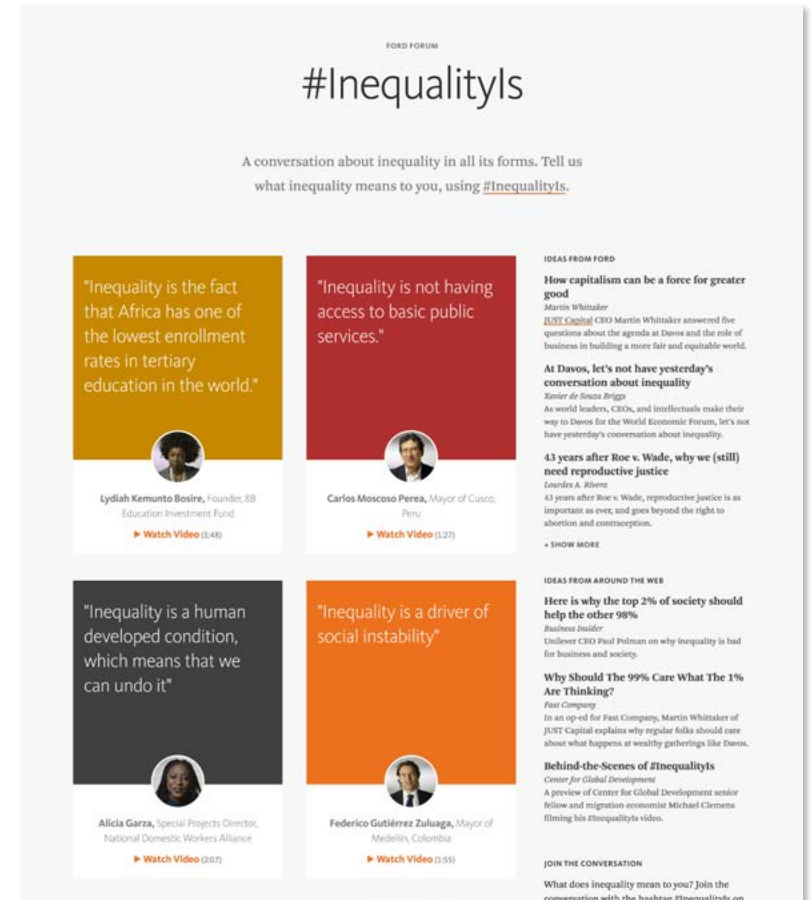 FORD FORUM
#InequalityIs
A conversation about inequality in all its forms. Tell us
what inequality means to you, using #InequalityIs.
"Inequality is the fact
that Africa has one of
the lowest enrollment
rates in tertiary
education in the world."
Lydiah Kemunto Bosire, Founder, 8B
Education Investment Fund
Watch Video (1:48)
"Inequality is not having
access to basic public
services."
Carlos Moscoso Perea, Mayor of Cusco,
Peru
Watch Video (1:27)
"Inequality is a human
developed condition,
which means that we
can undo it"
Alicia Garza, Special Projects Director,
National Domestic Workers Alliance
Watch Video (2:07)
"Inequality is a driver of
social instability"
Federico Gutiérrez Zuluaga, Mayor of
Medellín, Colombia
Watch Video (1:55)
IDEAS FROM FORD
How capitalism can be a force for greater
good
Martin Whittaker
JUST Capital CEO Martin Whittaker answered five
questions about the agenda at Davos and the role of
business in building a more fair and equitable world.
At Davos, let's not have yesterday's
conversation about inequality
Xavier de Souza Briggs
As world leaders, CEOs, and intellectuals make their
way to Davos for the World Economic Forum, let's not
have yesterday's conversation about inequality.
43 years after Roe v. Wade, why we (still)
need reproductive justice
Lourdes A. Rivera
43 years after Roe v. Wade, reproductive justice is as
important as ever, and goes beyond the right to
abortion and contraception.
+ SHOW MORE
IDEAS FROM AROUND THE WEB
Here is why the top 2% of society should
help the other 98%
Business Insider
Unilever CEO Paul Polman on why inequality is bad
for business and society.
Why Should The 99% Care What The 1%
Are Thinking?
Fast Company
In an op-ed for Fast Company, Martin Whittaker of
JUST Capital explains why regular folks should care
about what happens at wealthy gatherings like Davos.
Behind-the-Scenes of #InequalityIs
Center for Global Development
A preview of Center for Global Development senior
fellow and migration economist Michael Clemens
filming his #InequalityIs video.
JOIN THE CONVERSATION
What does inequality mean to you? Join the
conversation with the hashtag #InequalityIs on